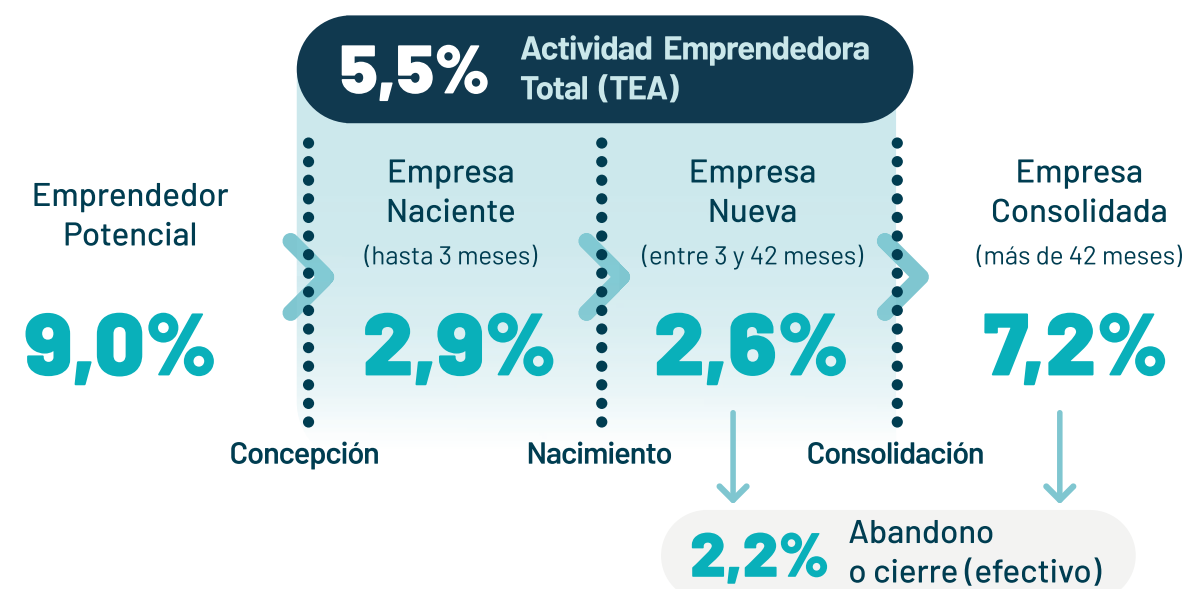 5,5%
Actividad Emprendedora
Total (TEA)
Emprendedor
Potencial
9,0%
Empresa
Naciente
(hasta 3 meses)
2,9%
Empresa
Nueva
(entre 3 y 42 meses)
2,6%
Empresa
Consolidada
(más de 42 meses)
7,2%
Concepción
Nacimiento
Consolidación
2,2%
Abandono
o cierre (efectivo)